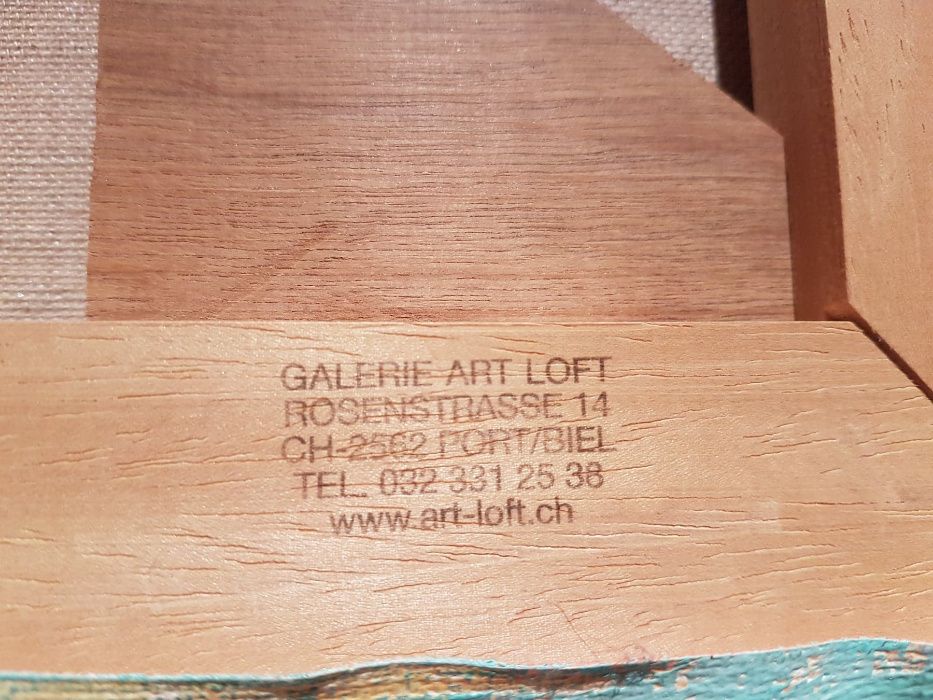 GALERIE ART LOFT
ROSENSTRASSE 14
CH-2562 PORT/BIEL
TEL. 032 331 25 38
www.art-loft.ch